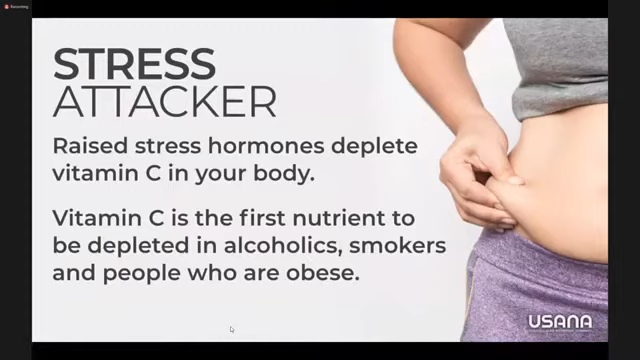 Recording
STRESS
ATTACKER
Raised stress hormones deplete
vitamin C in your body.
Vitamin C is the first nutrient to
be depleted in alcoholics, smokers
and people who are obese.
USANA